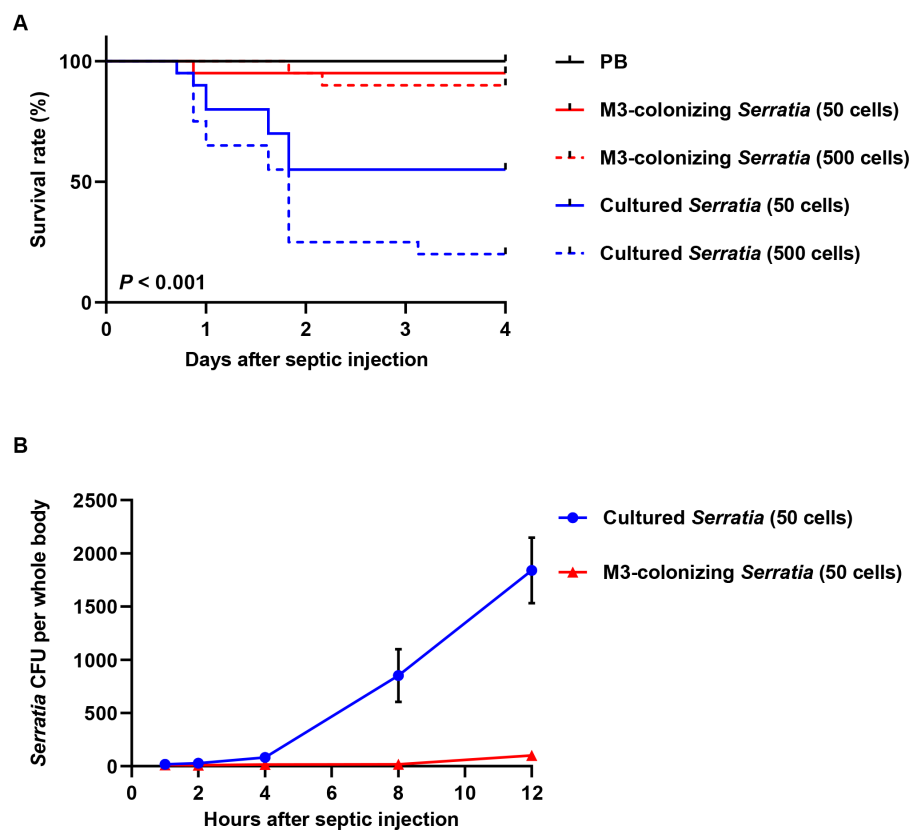 A
100
50
0
Survival rate (%)
P < 0.001
0 1 2 3 4
Days after septic injection
PB
M3-colonizing Serratia (50 cells)
M3-colonizing Serratia (500 cells)
Cultured Serratia (50 cells)
Cultured Serratia (500 cells)
B
2500
2000
1500
1000
500
0
Serratia CFU per whole body
0 2 4 6 8 10 12
Hours after septic injection
Cultured Serratia (50 cells)
M3-colonizing Serratia (50 cells)